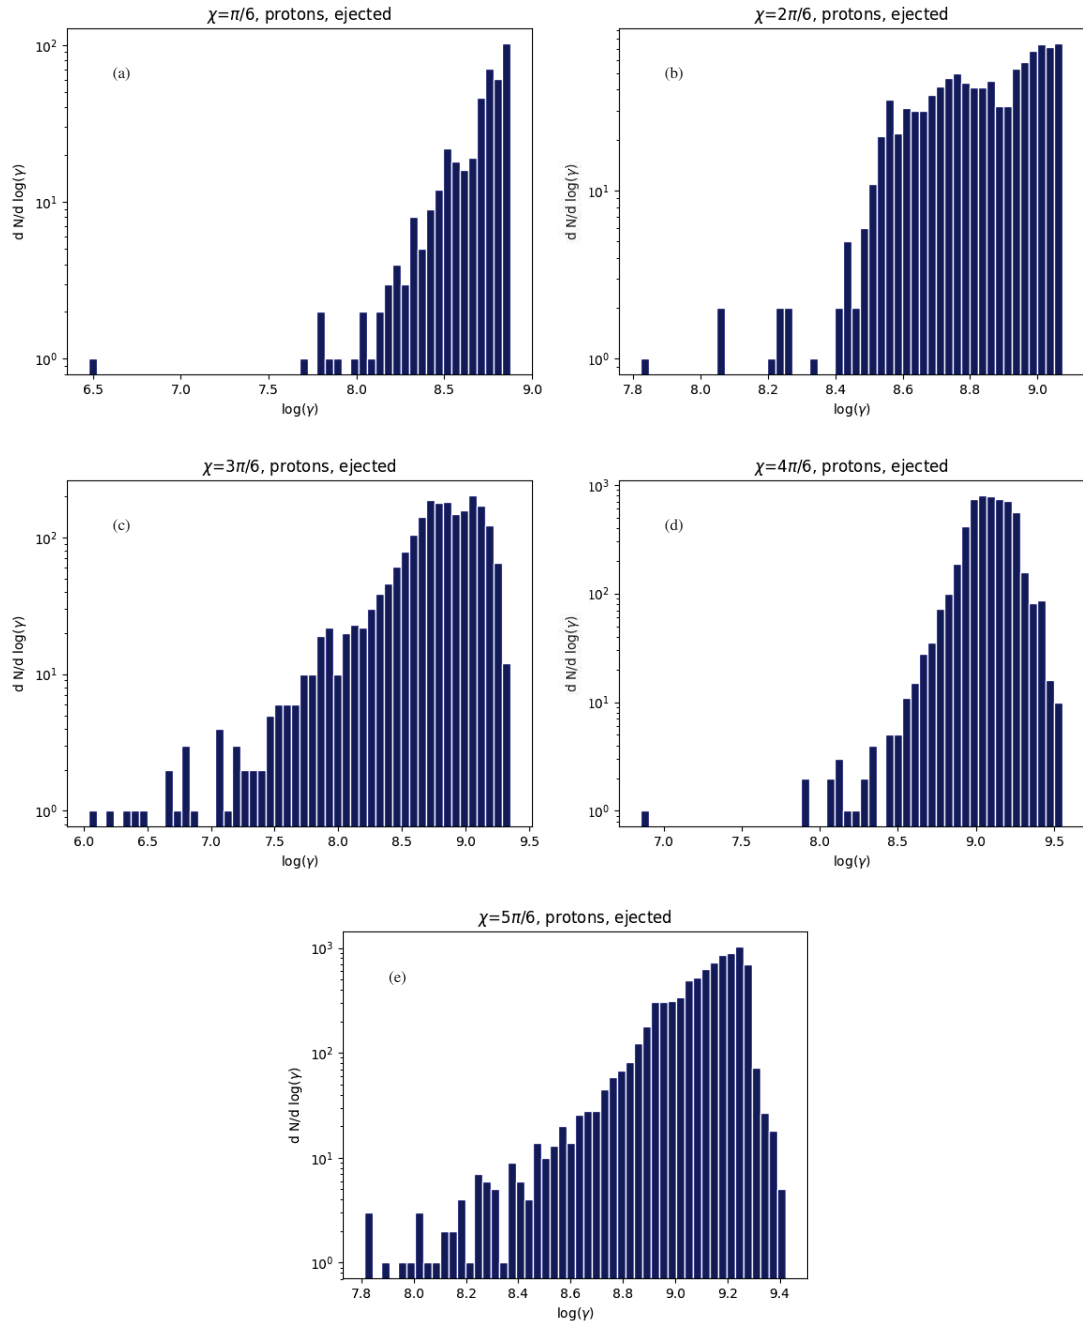 χ=π/6, protons, ejected
(a)
d N/d log(γ)
10²
10¹
10⁰
6.5 7.0 7.5 8.0 8.5 9.0
log(γ)
χ=2π/6, protons, ejected
(b)
d N/d log(γ)
10¹
10⁰
7.8 8.0 8.2 8.4 8.6 8.8 9.0
log(γ)
χ=3π/6, protons, ejected
(c)
d N/d log(γ)
10²
10¹
10⁰
6.0 6.5 7.0 7.5 8.0 8.5 9.0 9.5
log(γ)
χ=4π/6, protons, ejected
(d)
d N/d log(γ)
10³
10²
10¹
10⁰
7.0 7.5 8.0 8.5 9.0 9.5
log(γ)
χ=5π/6, protons, ejected
(e)
d N/d log(γ)
10³
10²
10¹
10⁰
7.8 8.0 8.2 8.4 8.6 8.8 9.0 9.2 9.4
log(γ)